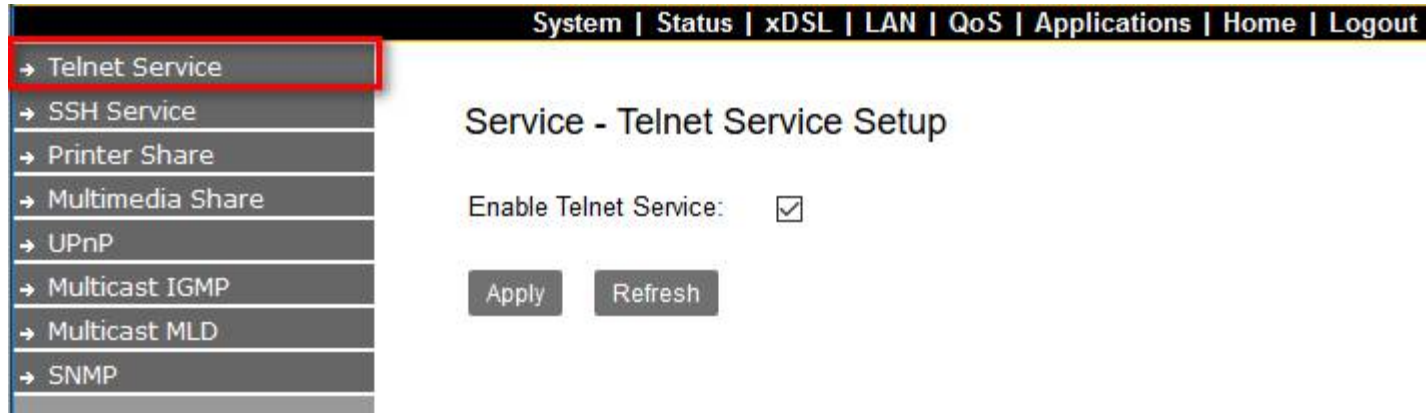 System | Status | xDSL | LAN | QoS | Applications | Home | Logout
Telnet Service
SSH Service
Printer Share
Multimedia Share
UPnP
Multicast IGMP
Multicast MLD
SNMP
Service - Telnet Service Setup
Enable Telnet Service:
Apply
Refresh